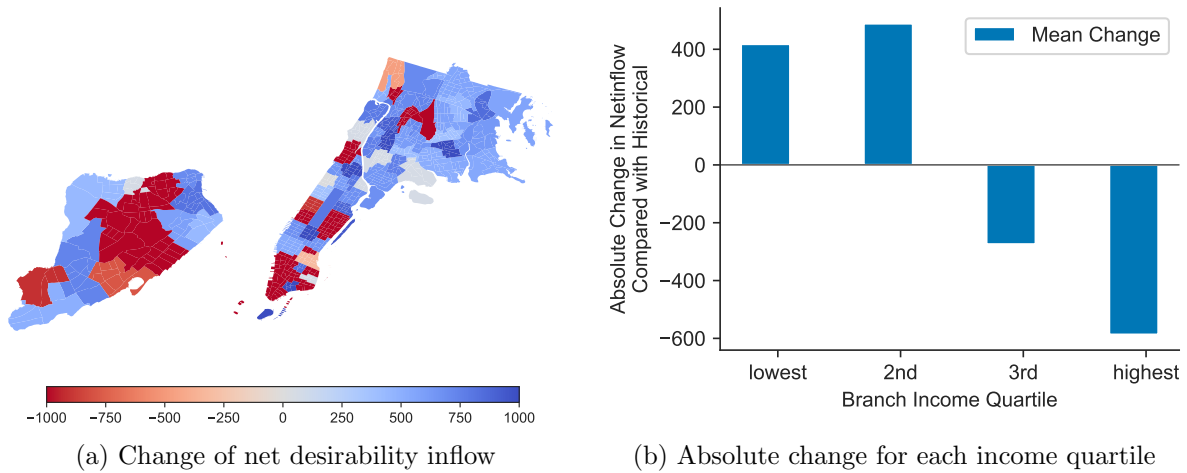 −1000 −750 −500 −250 0 250 500 750 1000
(a) Change of net desirability inflow
Absolute Change in Netinflow
Compared with Historical
400
200
0
−200
−400
−600
Mean Change
lowest 2nd 3rd highest
Branch Income Quartile
(b) Absolute change for each income quartile